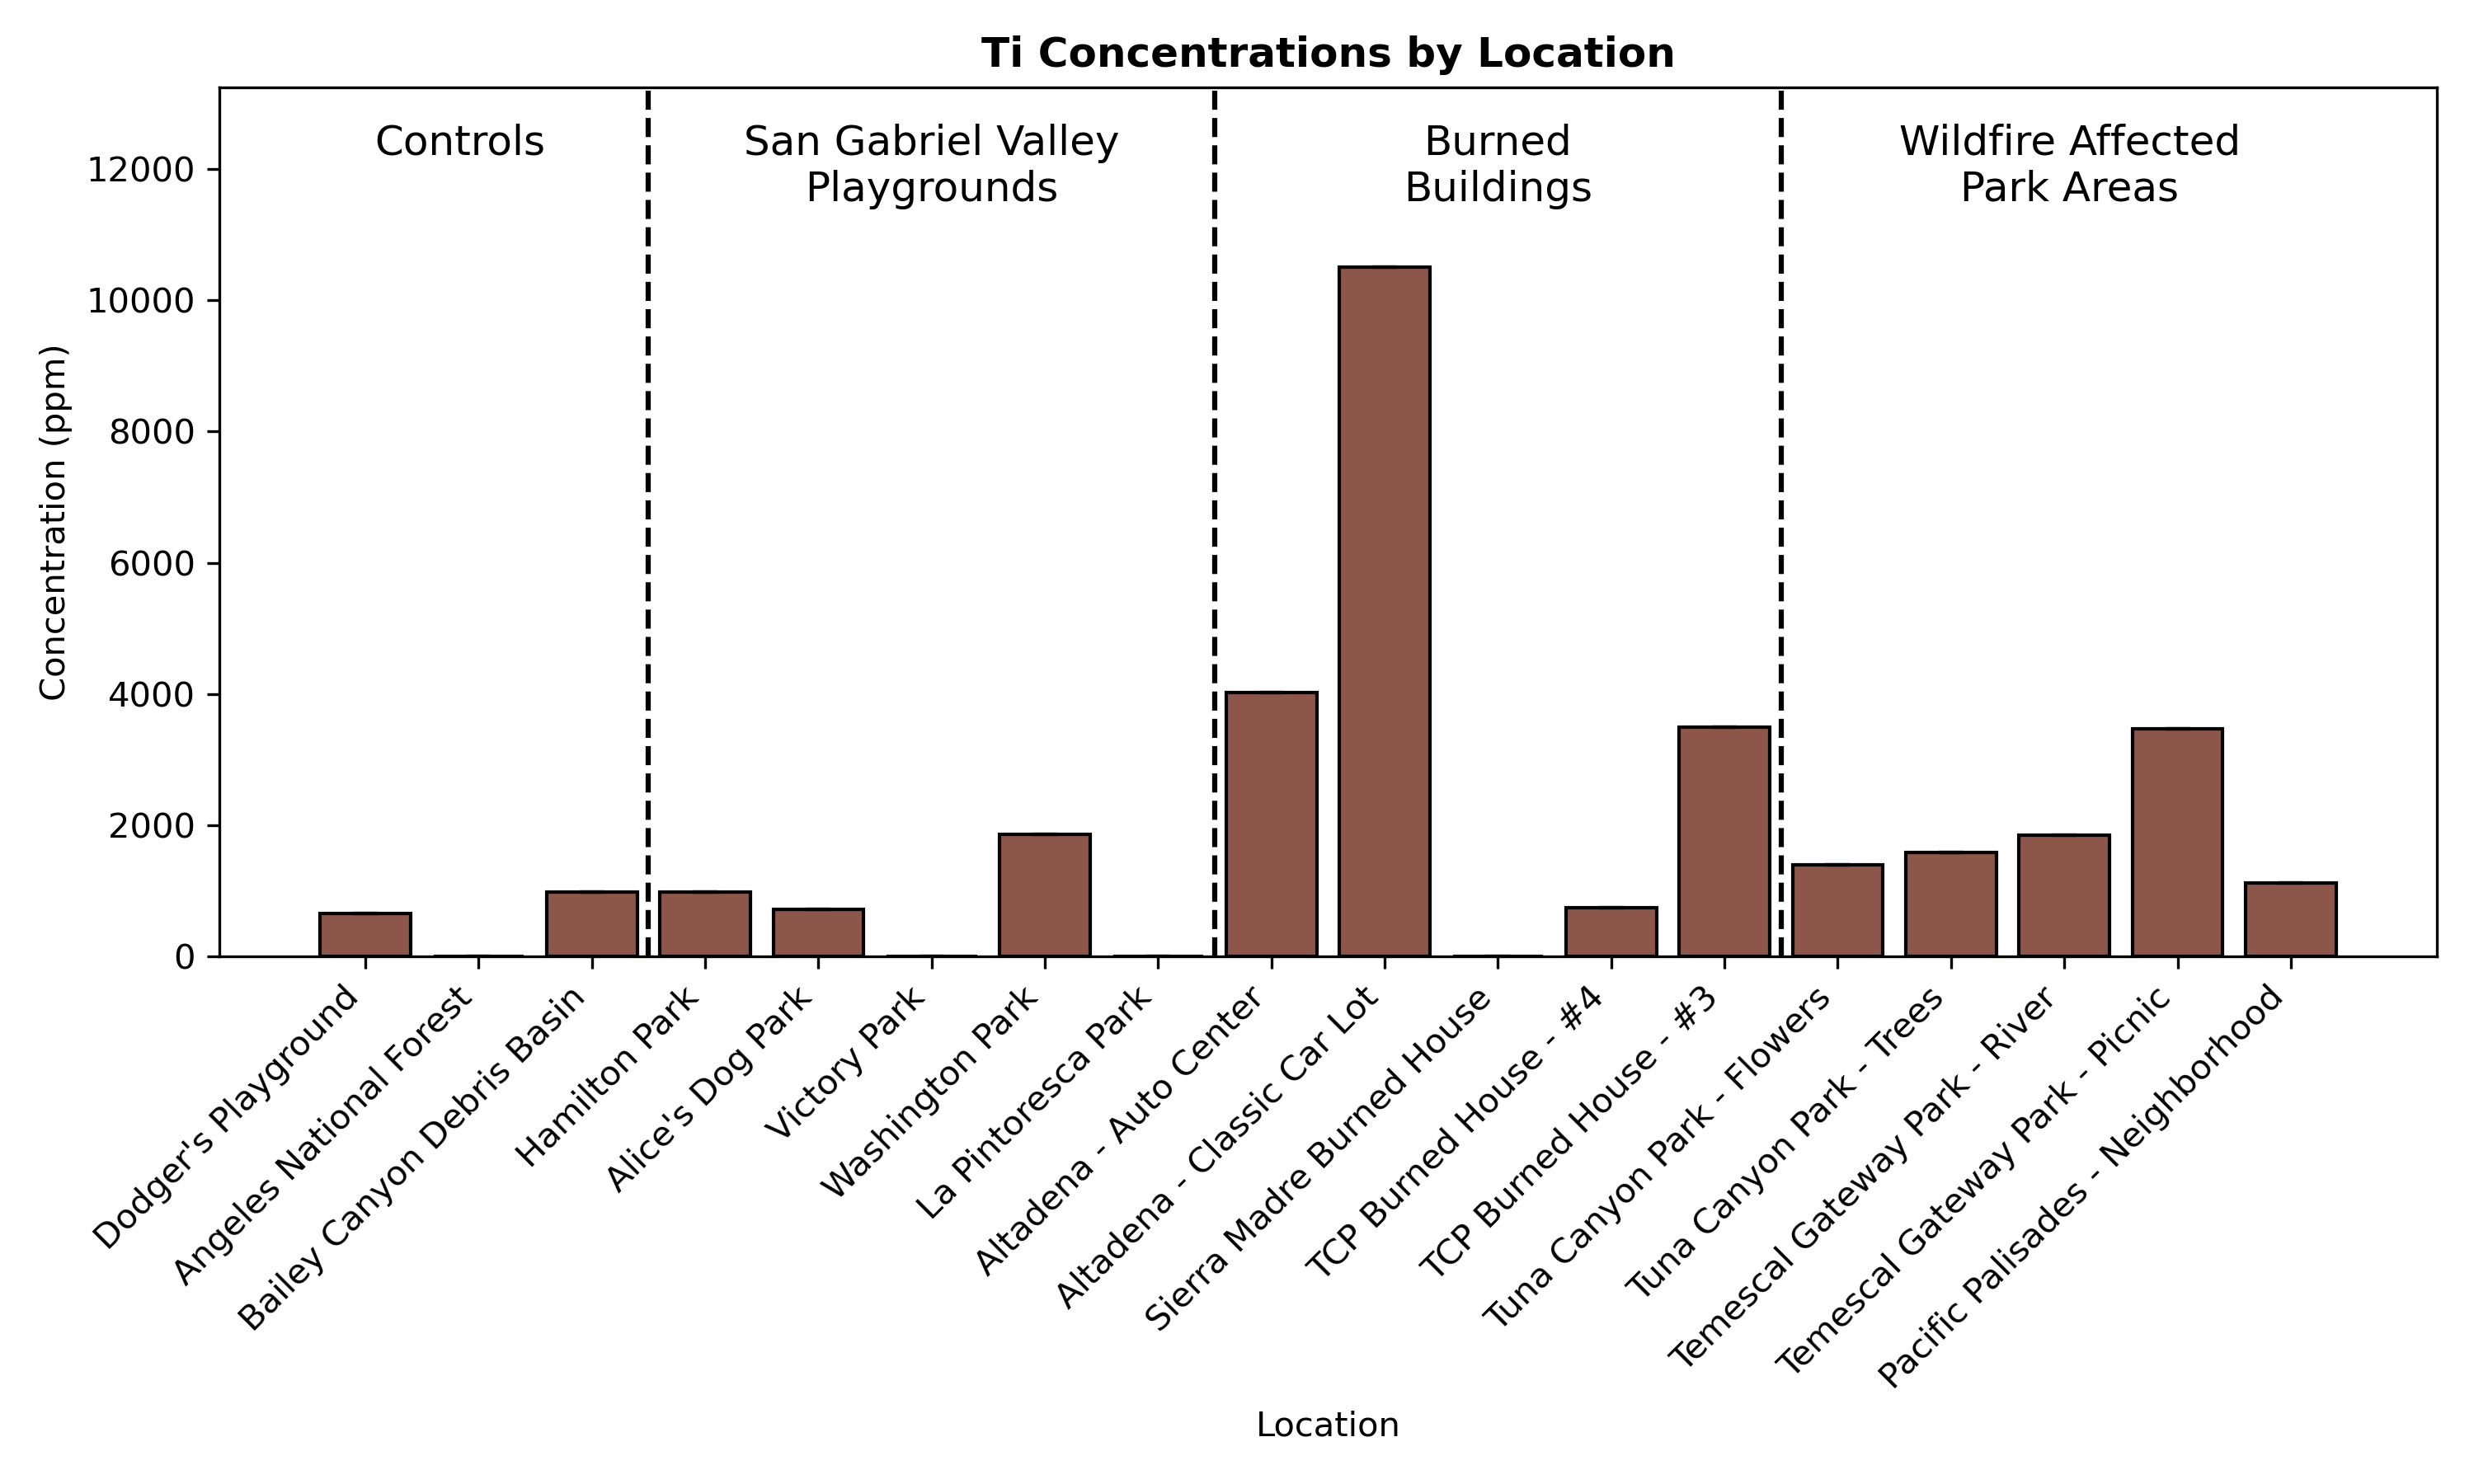 Ti Concentrations by Location
Controls
San Gabriel Valley
Playgrounds
Burned
Buildings
Wildfire Affected
Park Areas
Concentration (ppm)
12000
10000
8000
6000
4000
2000
0
Dodger's Playground
Angeles National Forest
Bailey Canyon Debris Basin
Hamilton Park
Alice's Dog Park
Victory Park
Washington Park
La Pintoresca Park
Altadena - Auto Center
Altadena - Classic Car Lot
Sierra Madre Burned House
TCP Burned House - #4
TCP Burned House - #3
Tuna Canyon Park - Flowers
Tuna Canyon Park - Trees
Temescal Gateway Park - River
Temescal Gateway Park - Picnic
Pacific Palisades - Neighborhood
Location